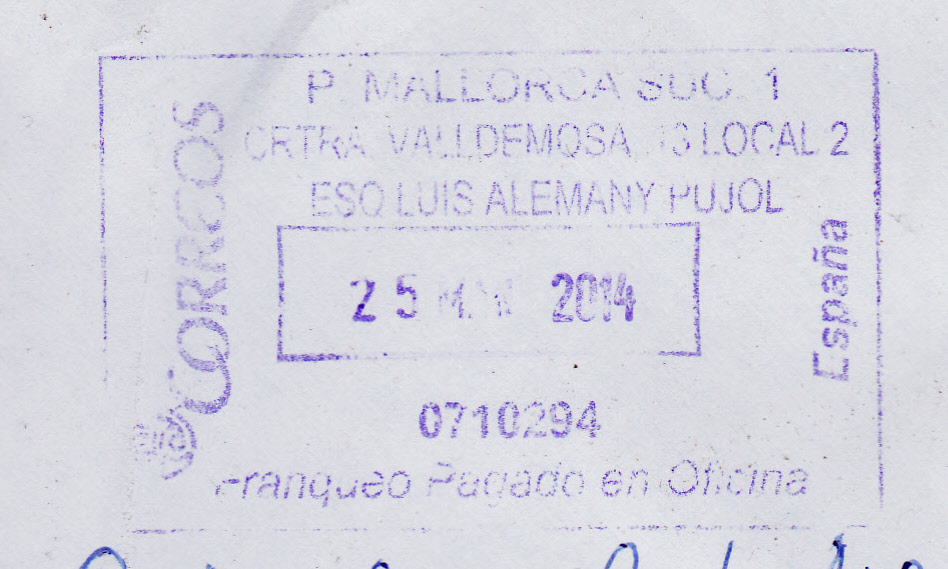 P. MALLORCA SUC. 1
CRTRA. VALLDEMOSA 13 LOCAL 2
ESQ LUIS ALEMANY PUJOL
CORREOS
España
25 2014
0710294
Franqueo Pagado en Oficina